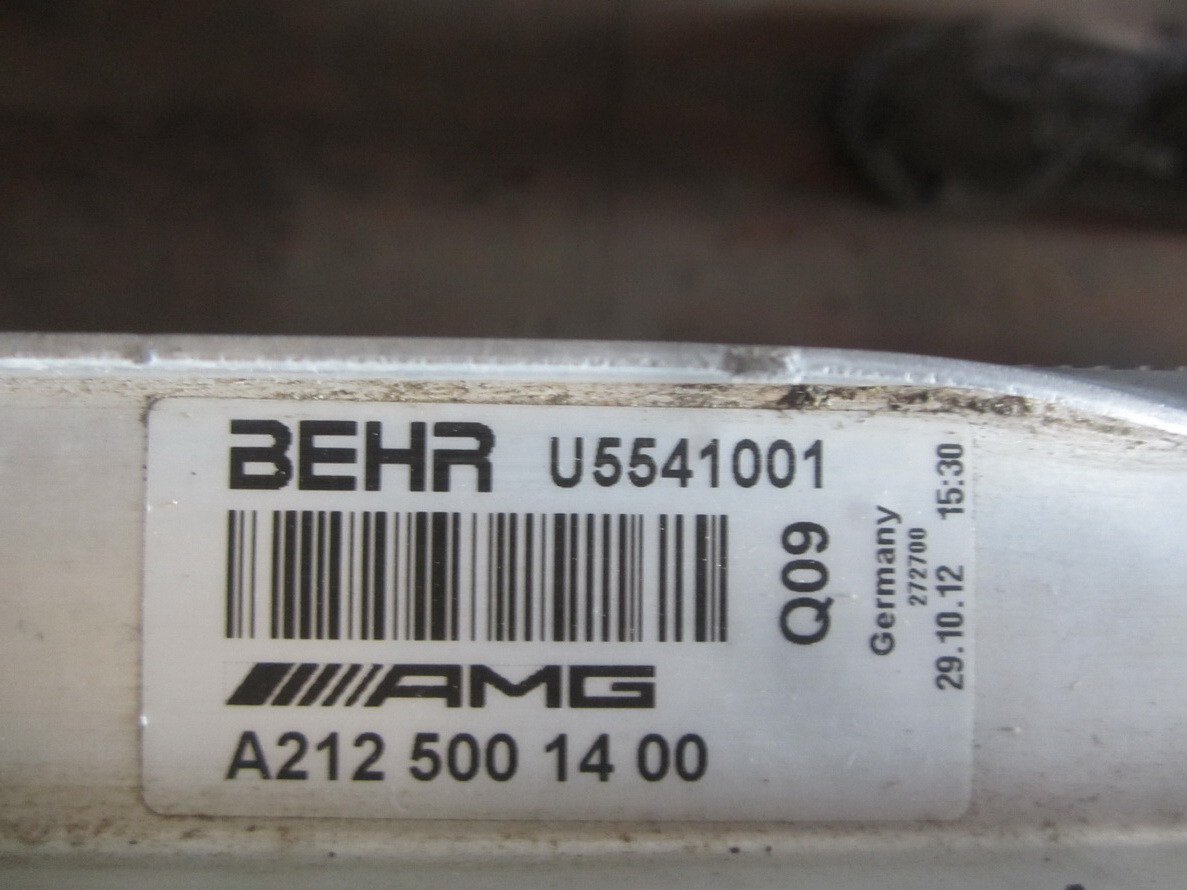 BEHR U5541001
AMG
A212 500 14 00
Q09
Germany
272700
29.10.12 15:30